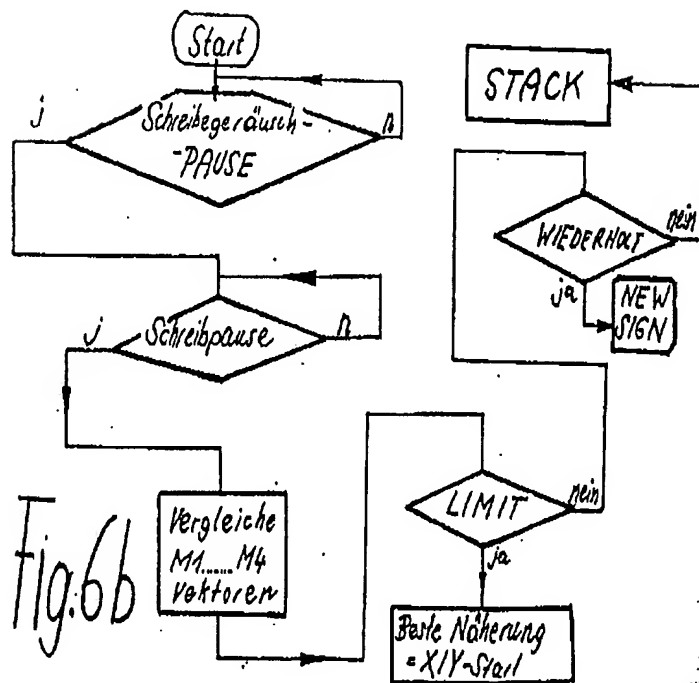 Start
j
Schreibegeräusch-
-PAUSE
n
j
Schreibpause
n
Vergleiche
M1.......M4
Vektoren
STACK
WIEDERHOLT
nein
ja
NEW
SIGN
LIMIT
nein
ja
Beste Näherung
= X/Y-Start
Fig.6b